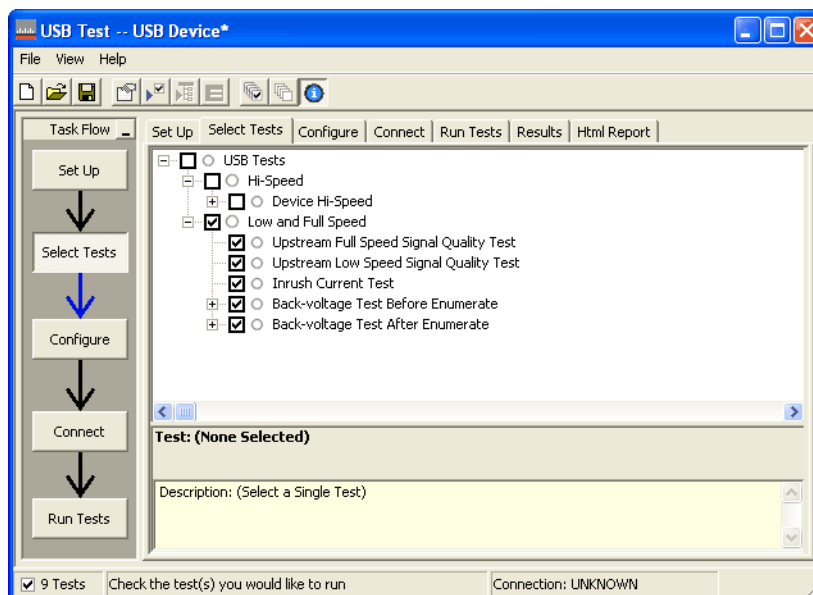 USB Test -- USB Device*
File View Help
Task Flow
Set Up
Select Tests
Configure
Connect
Run Tests
Set Up Select Tests Configure Connect Run Tests Results Html Report
USB Tests
Hi-Speed
Device Hi-Speed
Low and Full Speed
Upstream Full Speed Signal Quality Test
Upstream Low Speed Signal Quality Test
Inrush Current Test
Back-voltage Test Before Enumerate
Back-voltage Test After Enumerate
Test: (None Selected)
Description: (Select a Single Test)
9 Tests Check the test(s) you would like to run Connection: UNKNOWN